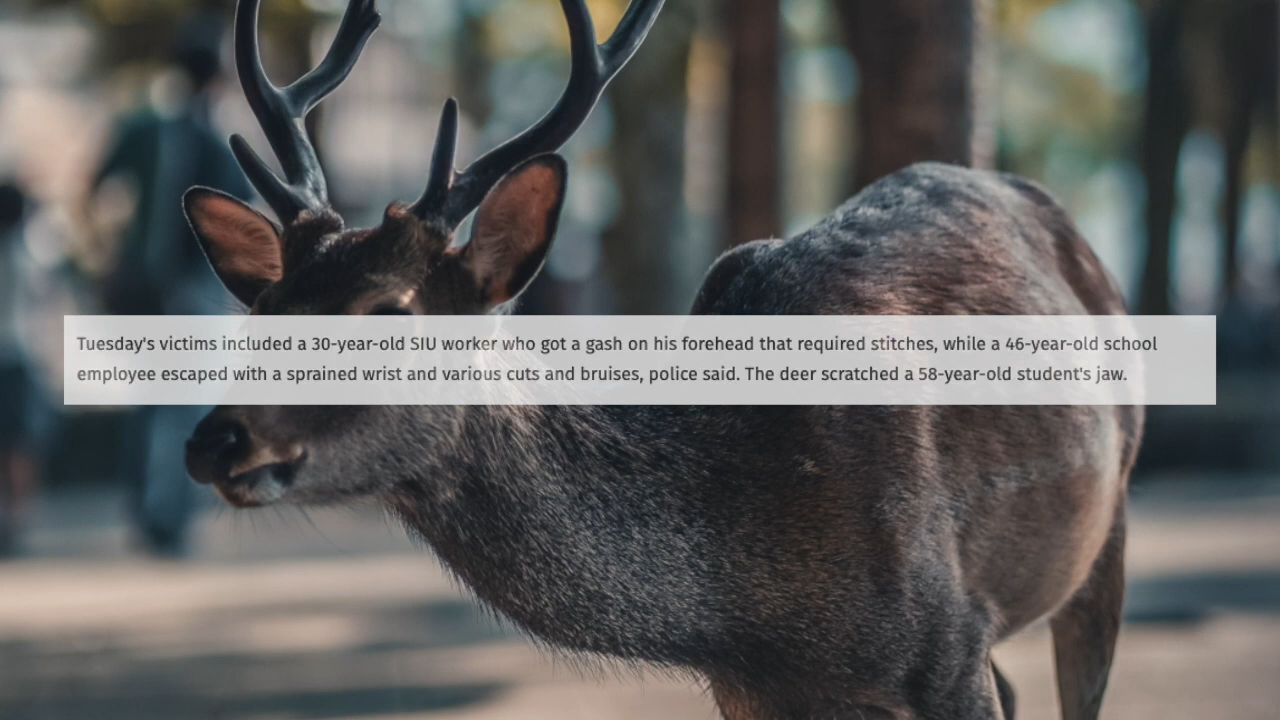 Tuesday's victims included a 30-year-old SIU worker who got a gash on his forehead that required stitches, while a 46-year-old school
employee escaped with a sprained wrist and various cuts and bruises, police said. The deer scratched a 58-year-old student's jaw.